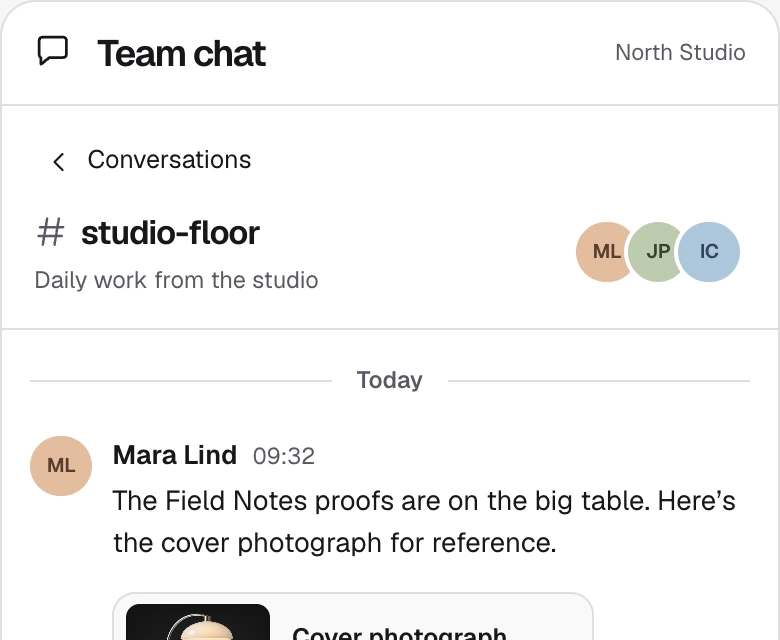 Team chat
North Studio
Conversations
# studio-floor
Daily work from the studio
ML JP IC
Today
ML
Mara Lind 09:32
The Field Notes proofs are on the big table. Here’s
the cover photograph for reference.
Cover photograph